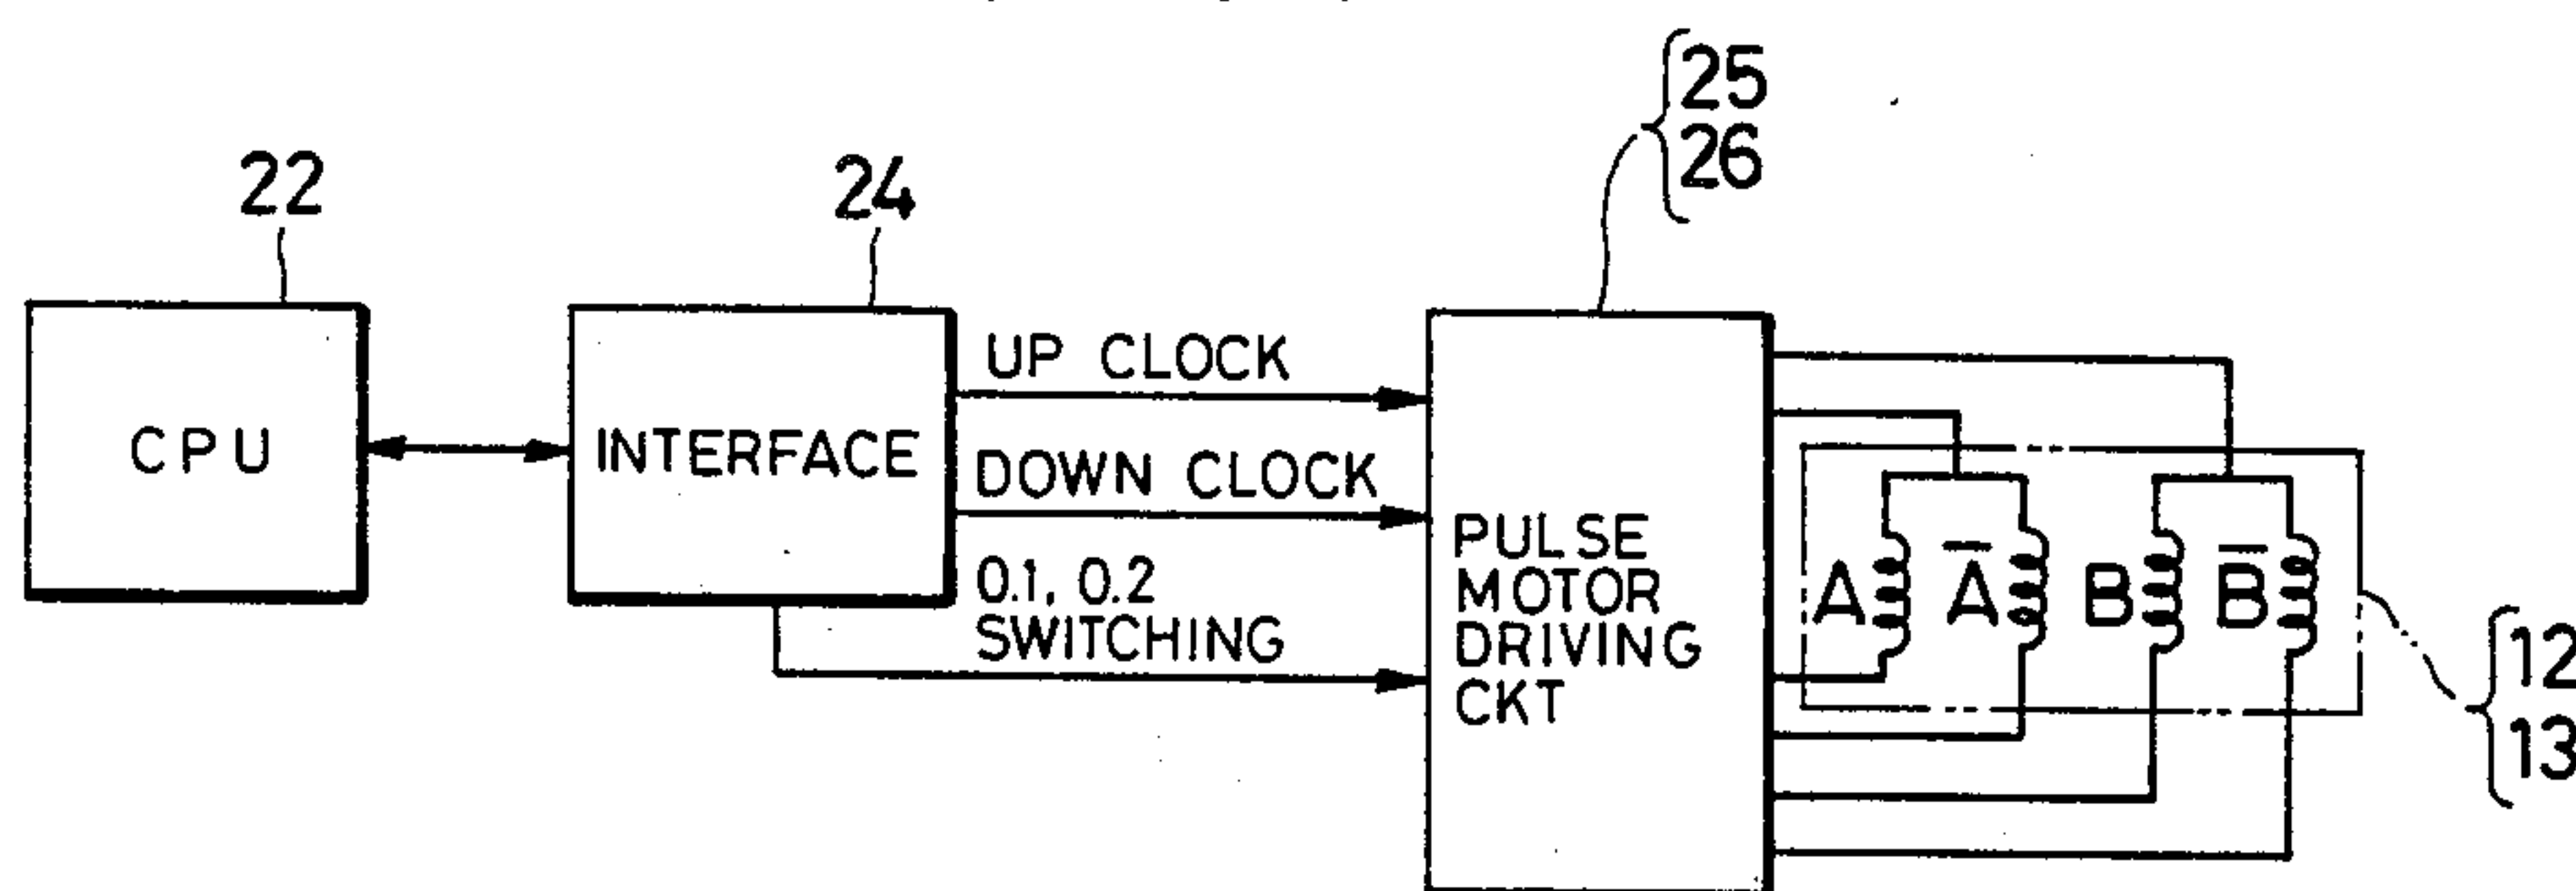 25
26
22
24
CPU
INTERFACE
UP CLOCK
DOWN CLOCK
0.1, 0.2
SWITCHING
PULSE
MOTOR
DRIVING
CKT
A
A̅
B
B̅
12
13